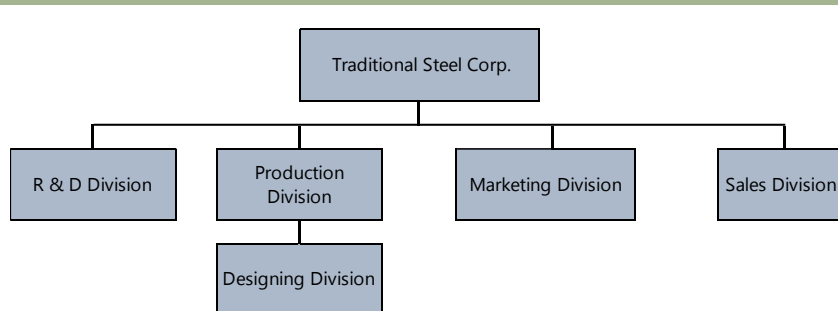 Traditional Steel Corp.
R & D Division
Production
Division
Marketing Division
Sales Division
Designing Division